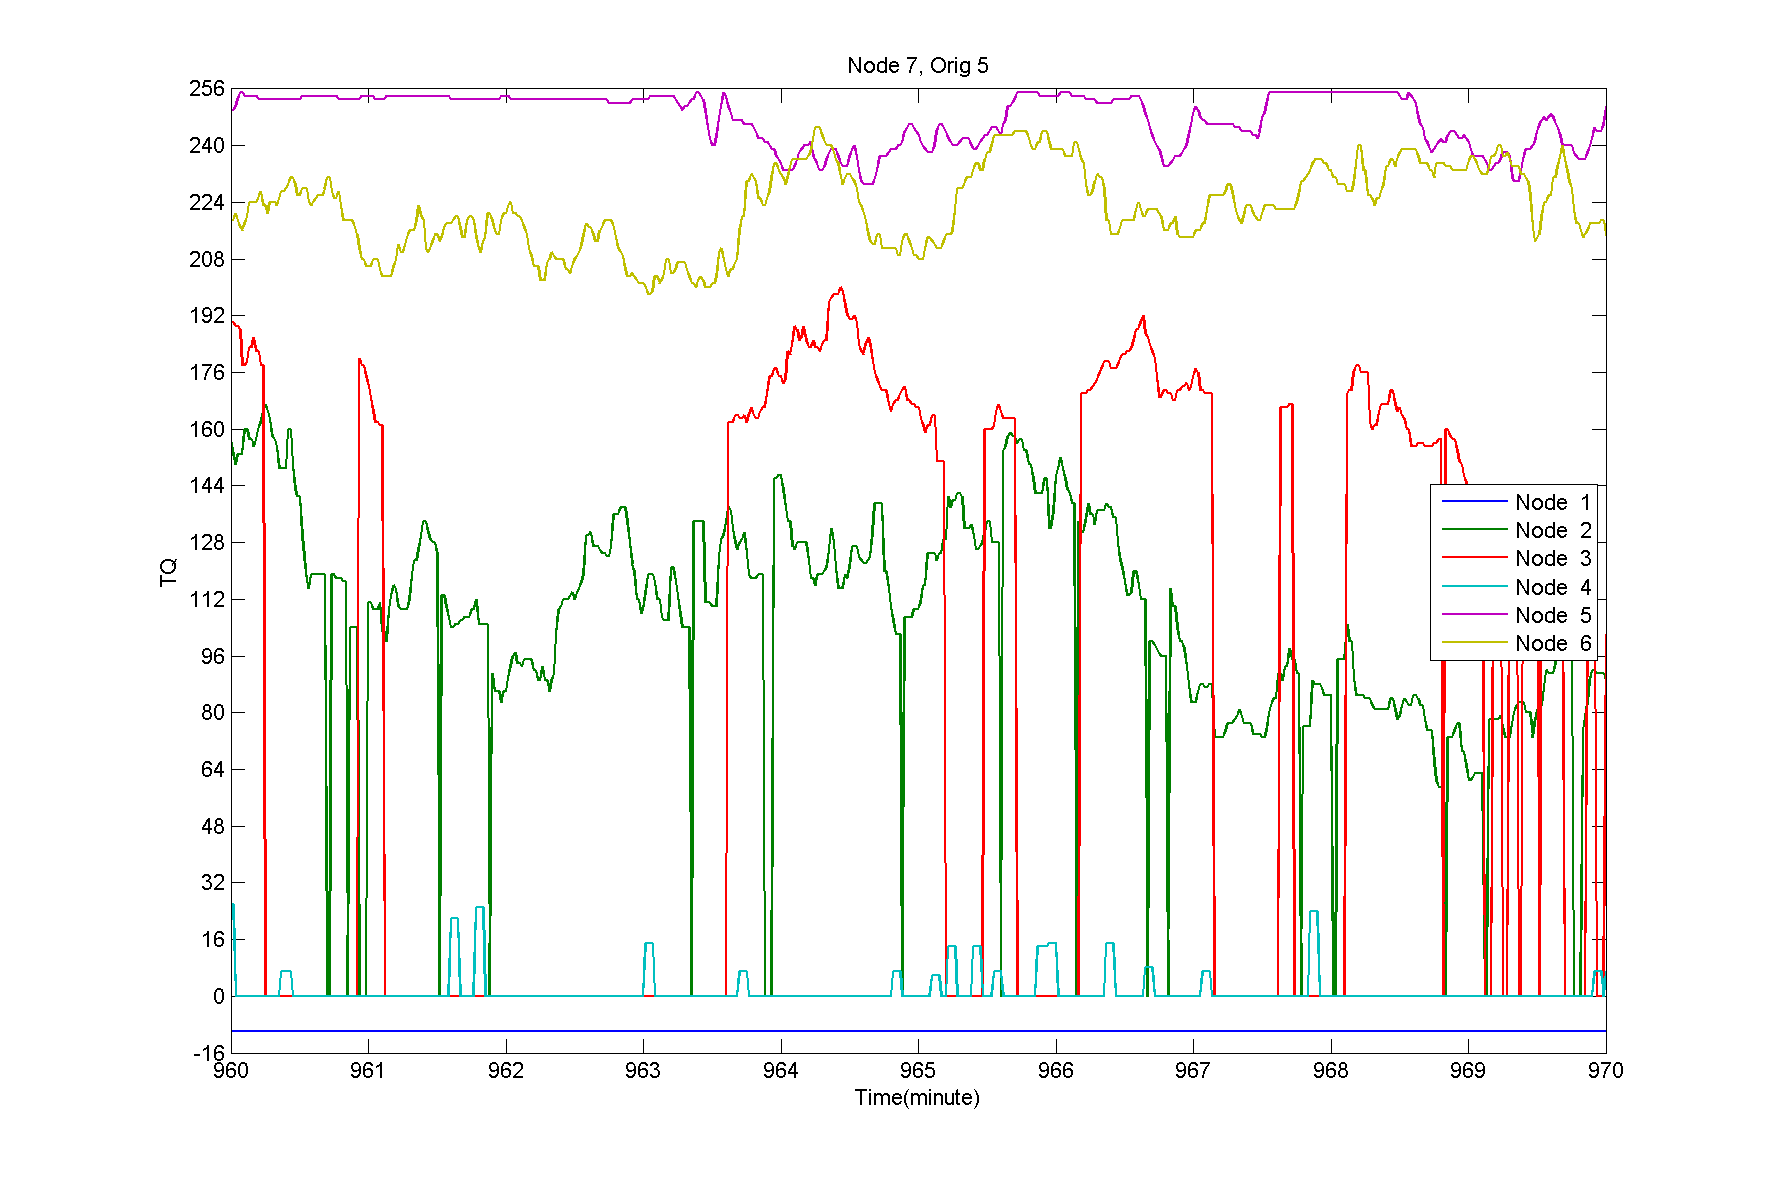 Node 7, Orig 5
256
240
224
208
192
176
160
144
128
112
96
80
64
48
32
16
0
-16
TQ
Node 1
Node 2
Node 3
Node 4
Node 5
Node 6
960 961 962 963 964 965 966 967 968 969 970
Time(minute)